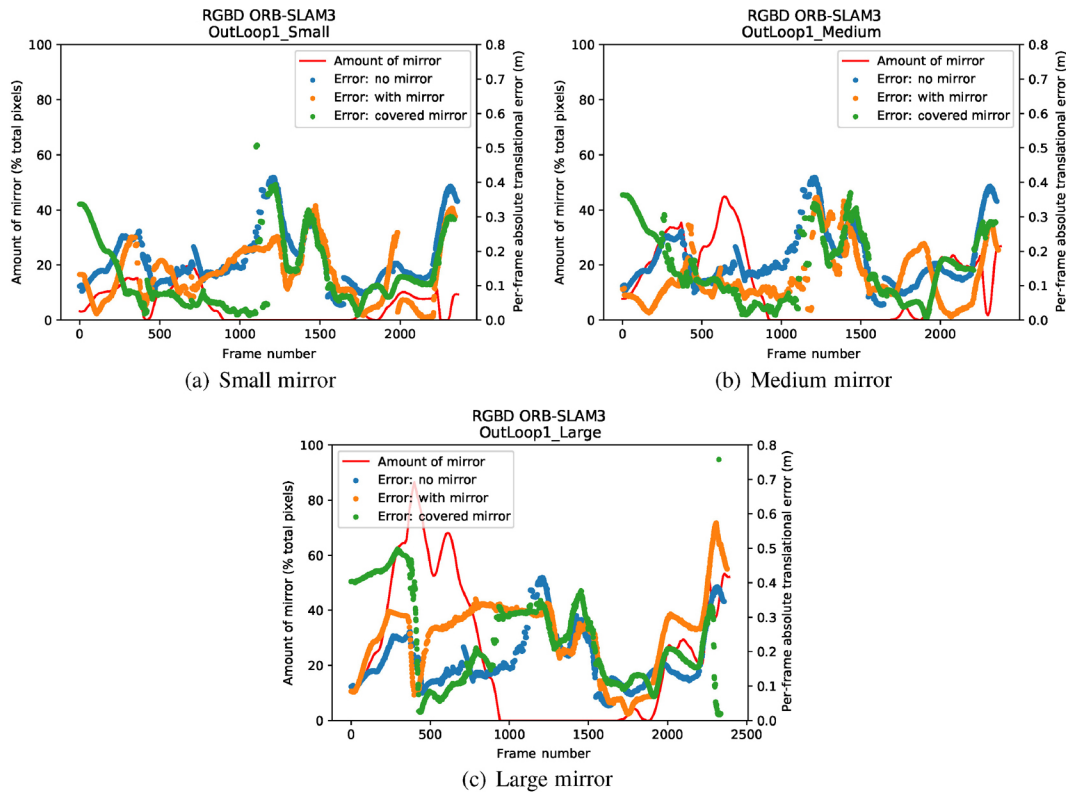 RGBD ORB-SLAM3
OutLoop1_Small
100
80
60
40
20
0
Amount of mirror (% total pixels)
Amount of mirror
Error: no mirror
Error: with mirror
Error: covered mirror
0.8
0.7
0.6
0.5
0.4
0.3
0.2
0.1
0.0
Per-frame absolute translational error (m)
0 500 1000 1500 2000
Frame number
(a) Small mirror
RGBD ORB-SLAM3
OutLoop1_Medium
100
80
60
40
20
0
Amount of mirror (% total pixels)
Amount of mirror
Error: no mirror
Error: with mirror
Error: covered mirror
0.8
0.7
0.6
0.5
0.4
0.3
0.2
0.1
0.0
Per-frame absolute translational error (m)
0 500 1000 1500 2000
Frame number
(b) Medium mirror
RGBD ORB-SLAM3
OutLoop1_Large
100
80
60
40
20
0
Amount of mirror (% total pixels)
Amount of mirror
Error: no mirror
Error: with mirror
Error: covered mirror
0.8
0.7
0.6
0.5
0.4
0.3
0.2
0.1
0.0
Per-frame absolute translational error (m)
0 500 1000 1500 2000 2500
Frame number
(c) Large mirror